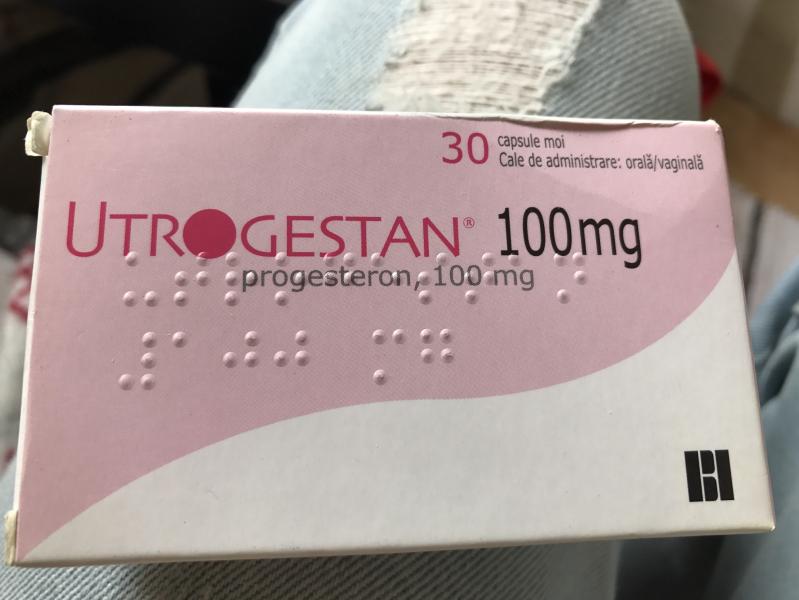 30 capsule moi
Cale de administrare: orală/vaginală
UTROGESTAN® 100mg
progesteron, 100 mg